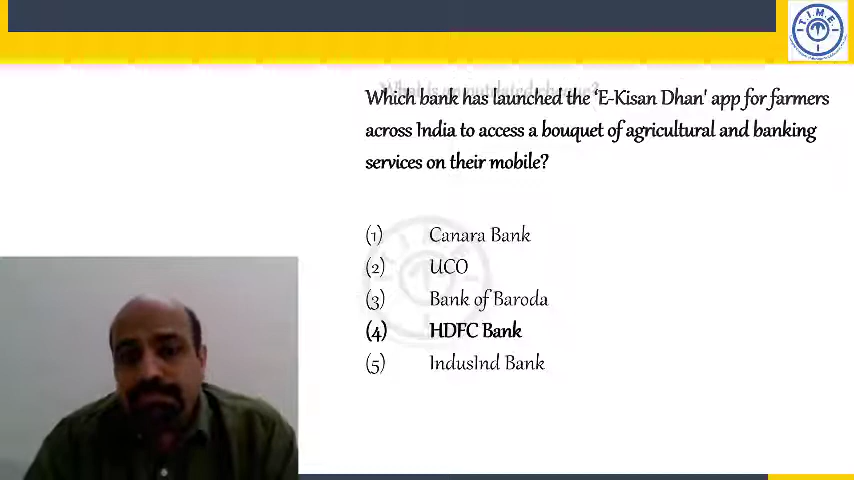 T.I.M.E.
Which bank has launched the ‘E-Kisan Dhan' app for farmers
across India to access a bouquet of agricultural and banking
services on their mobile?
(1) Canara Bank
(2) UCO
(3) Bank of Baroda
(4) HDFC Bank
(5) IndusInd Bank